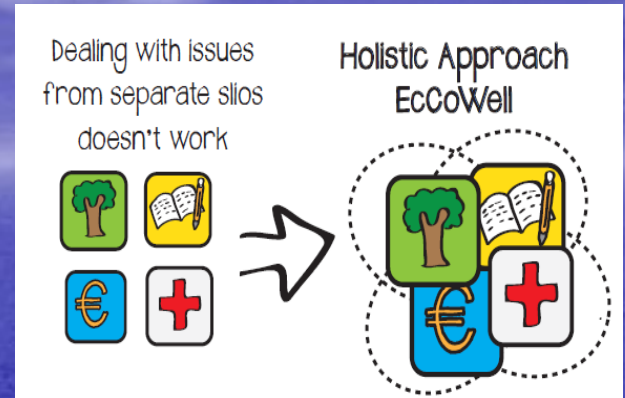 Dealing with issues
from separate slios
doesn't work
Holistic Approach
EcCoWell
€